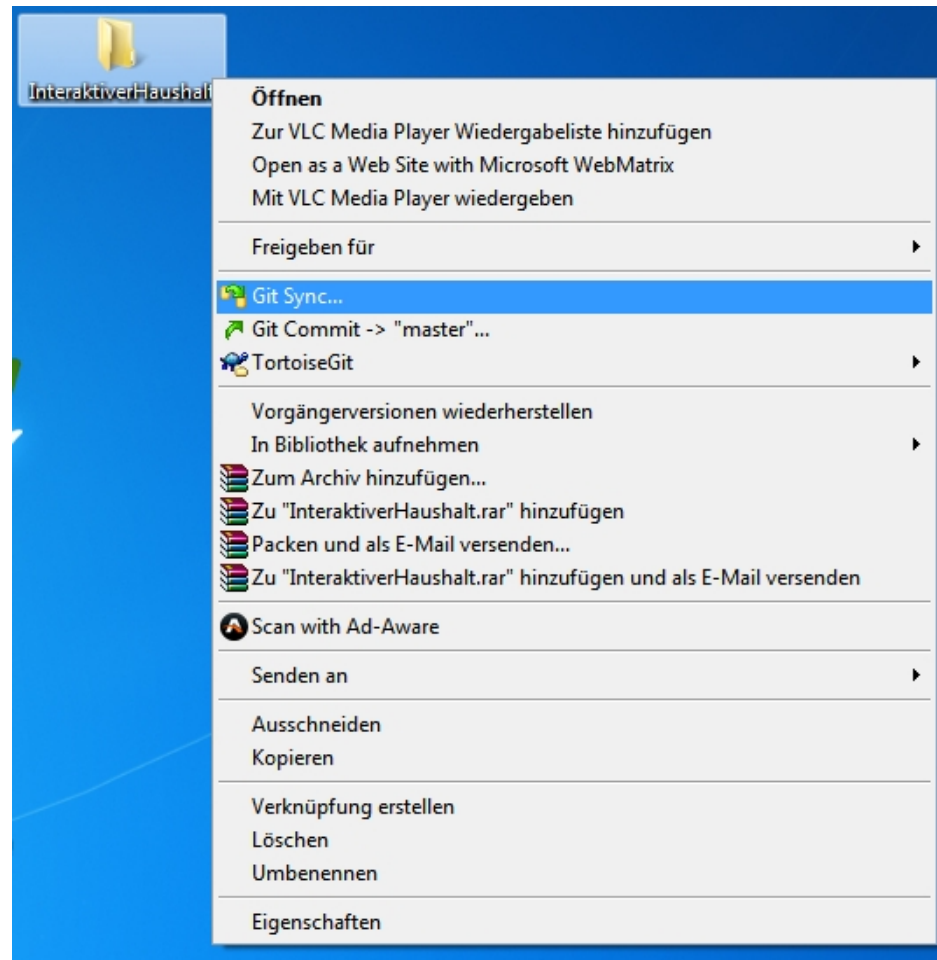 InteraktiverHaushalt
Öffnen
Zur VLC Media Player Wiedergabeliste hinzufügen
Open as a Web Site with Microsoft WebMatrix
Mit VLC Media Player wiedergeben
Freigeben für
Git Sync...
Git Commit -> "master"...
TortoiseGit
Vorgängerversionen wiederherstellen
In Bibliothek aufnehmen
Zum Archiv hinzufügen...
Zu "InteraktiverHaushalt.rar" hinzufügen
Packen und als E-Mail versenden...
Zu "InteraktiverHaushalt.rar" hinzufügen und als E-Mail versenden
Scan with Ad-Aware
Senden an
Ausschneiden
Kopieren
Verknüpfung erstellen
Löschen
Umbenennen
Eigenschaften